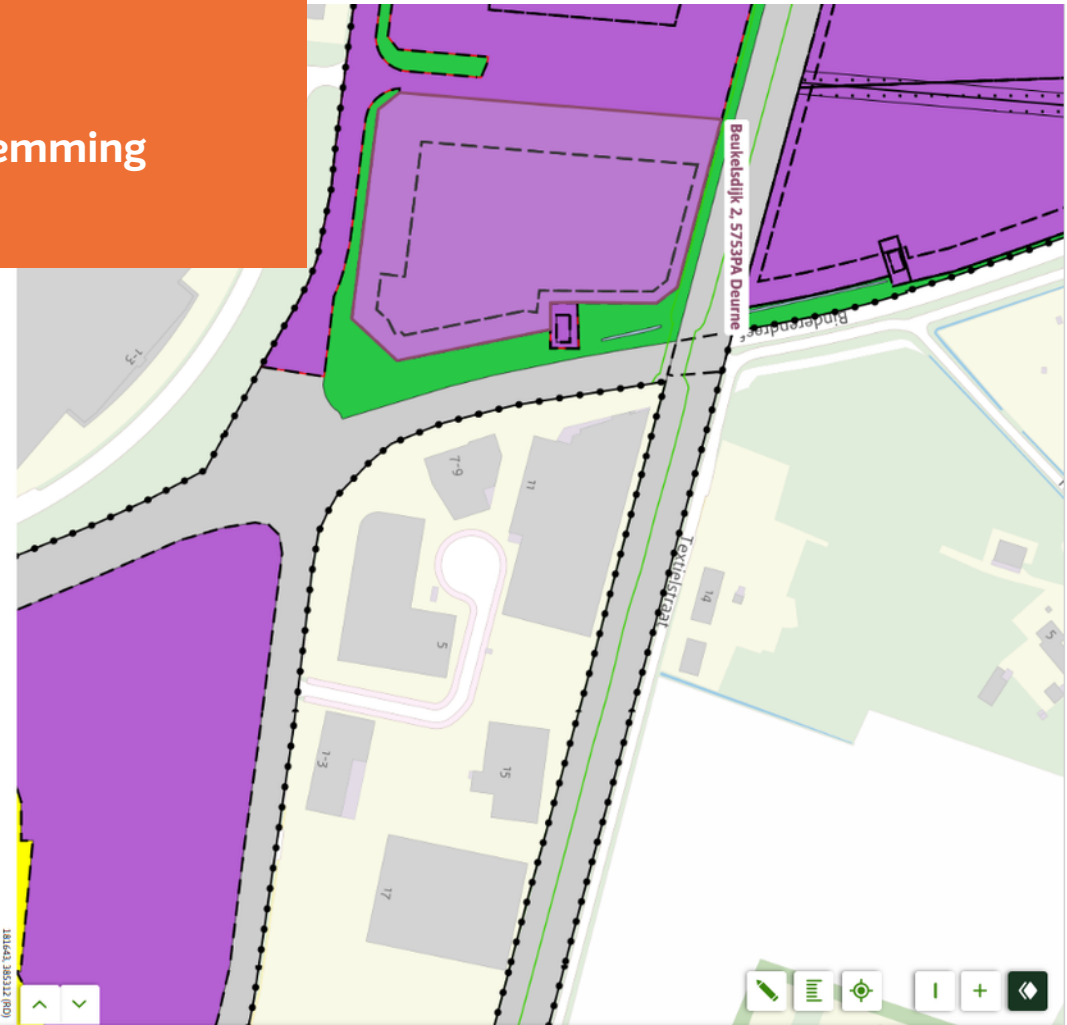 emming
Beukelsdijk 2, 5753PA Deurne
1-3
7-9
11
Textielstraat
14
5
5
1-3
15
17
181643, 385312 (RD)